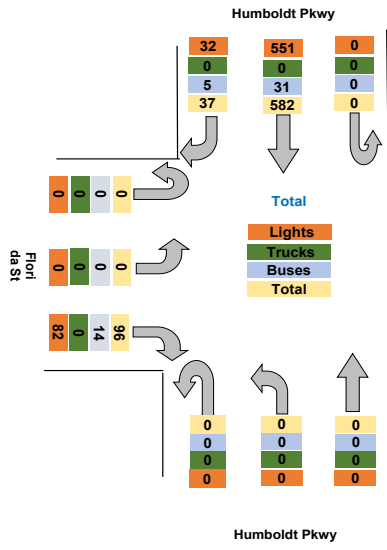 Humboldt Pkwy
32 551 0
0 0 0
5 31 0
37 582 0
0 0 0 0
Total
Lights
Trucks
Buses
Total
0 0 0 0
Flori
da St
82 0 14 96
0 0 0
0 0 0
0 0 0
0 0 0
Humboldt Pkwy